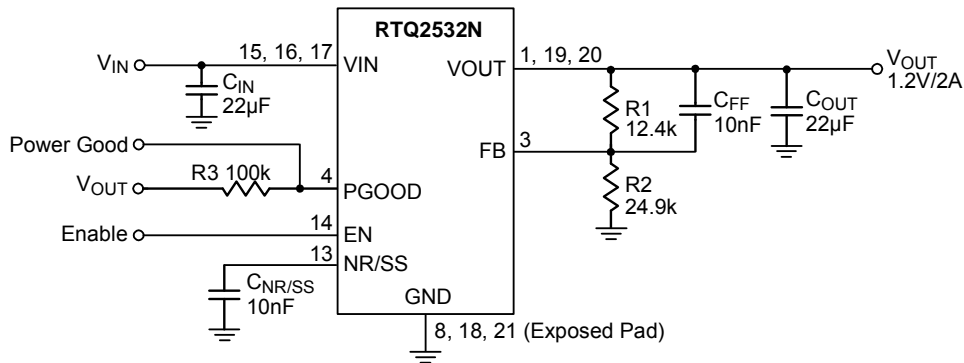 RTQ2532N
VIN
15, 16, 17
VIN
CIN
22µF
VOUT
1, 19, 20
VOUT
1.2V/2A
R1
12.4k
CFF
10nF
COUT
22µF
FB
3
R2
24.9k
Power Good
VOUT
R3 100k
4
PGOOD
Enable
14
EN
13
NR/SS
CNR/SS
10nF
GND
8, 18, 21 (Exposed Pad)